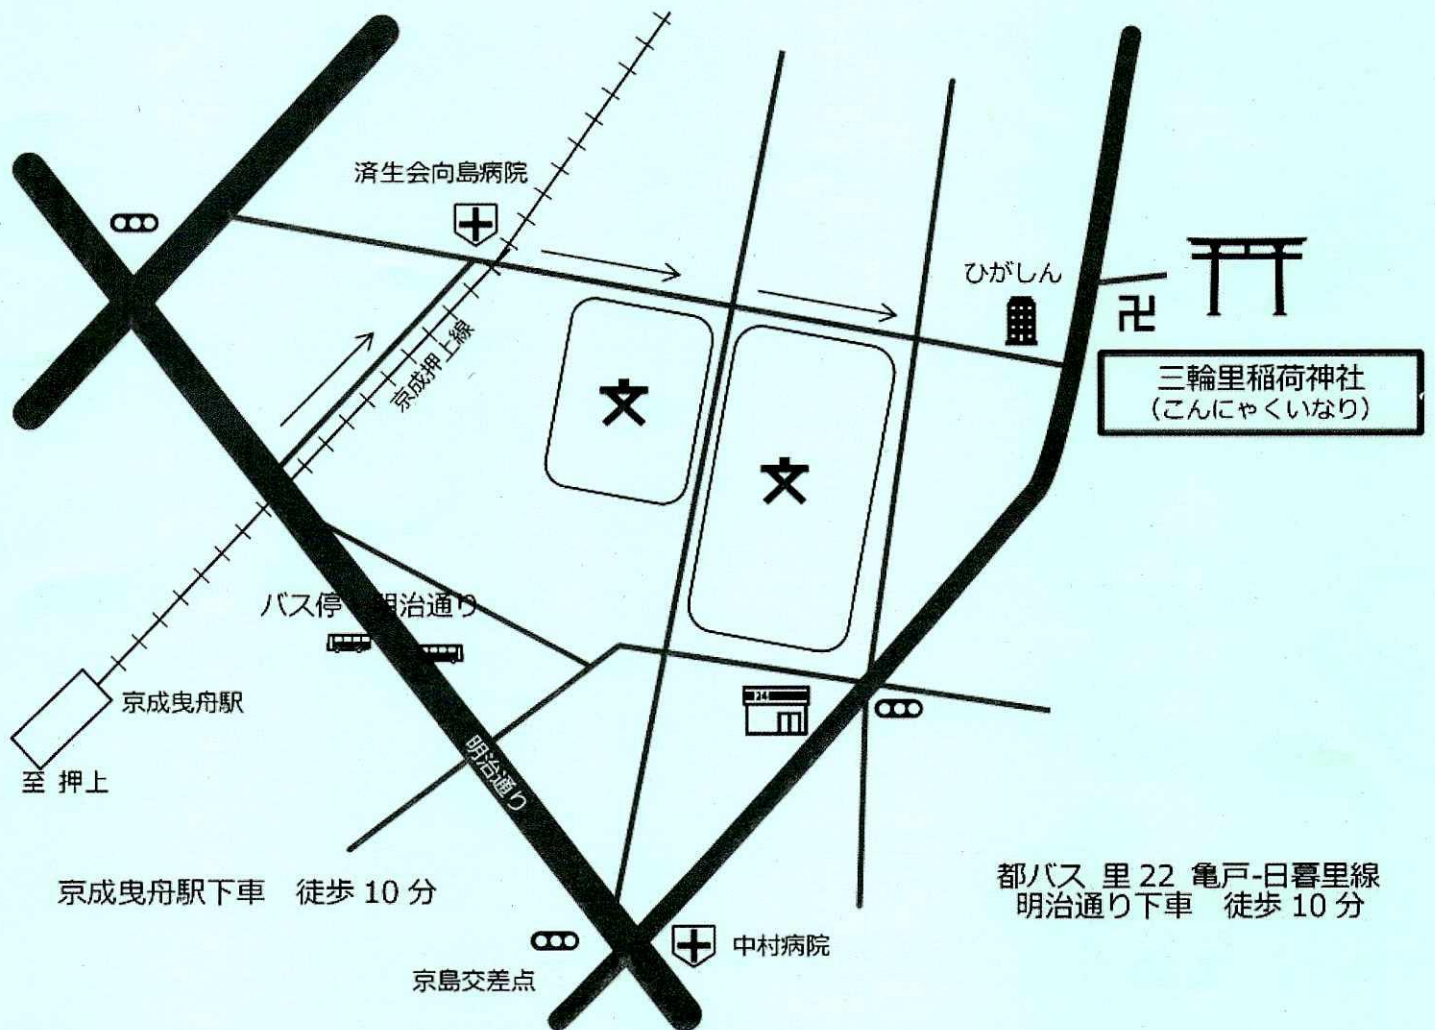 済生会向島病院
ひがしん
三輪里稲荷神社
(こんにゃくいなり)
京成押上線
バス停 明治通り
京成曳舟駅
至 押上
明治通り
24
京成曳舟駅下車 徒歩 10 分
都バス 里 22 亀戸-日暮里線
明治通り下車 徒歩 10 分
中村病院
京島交差点